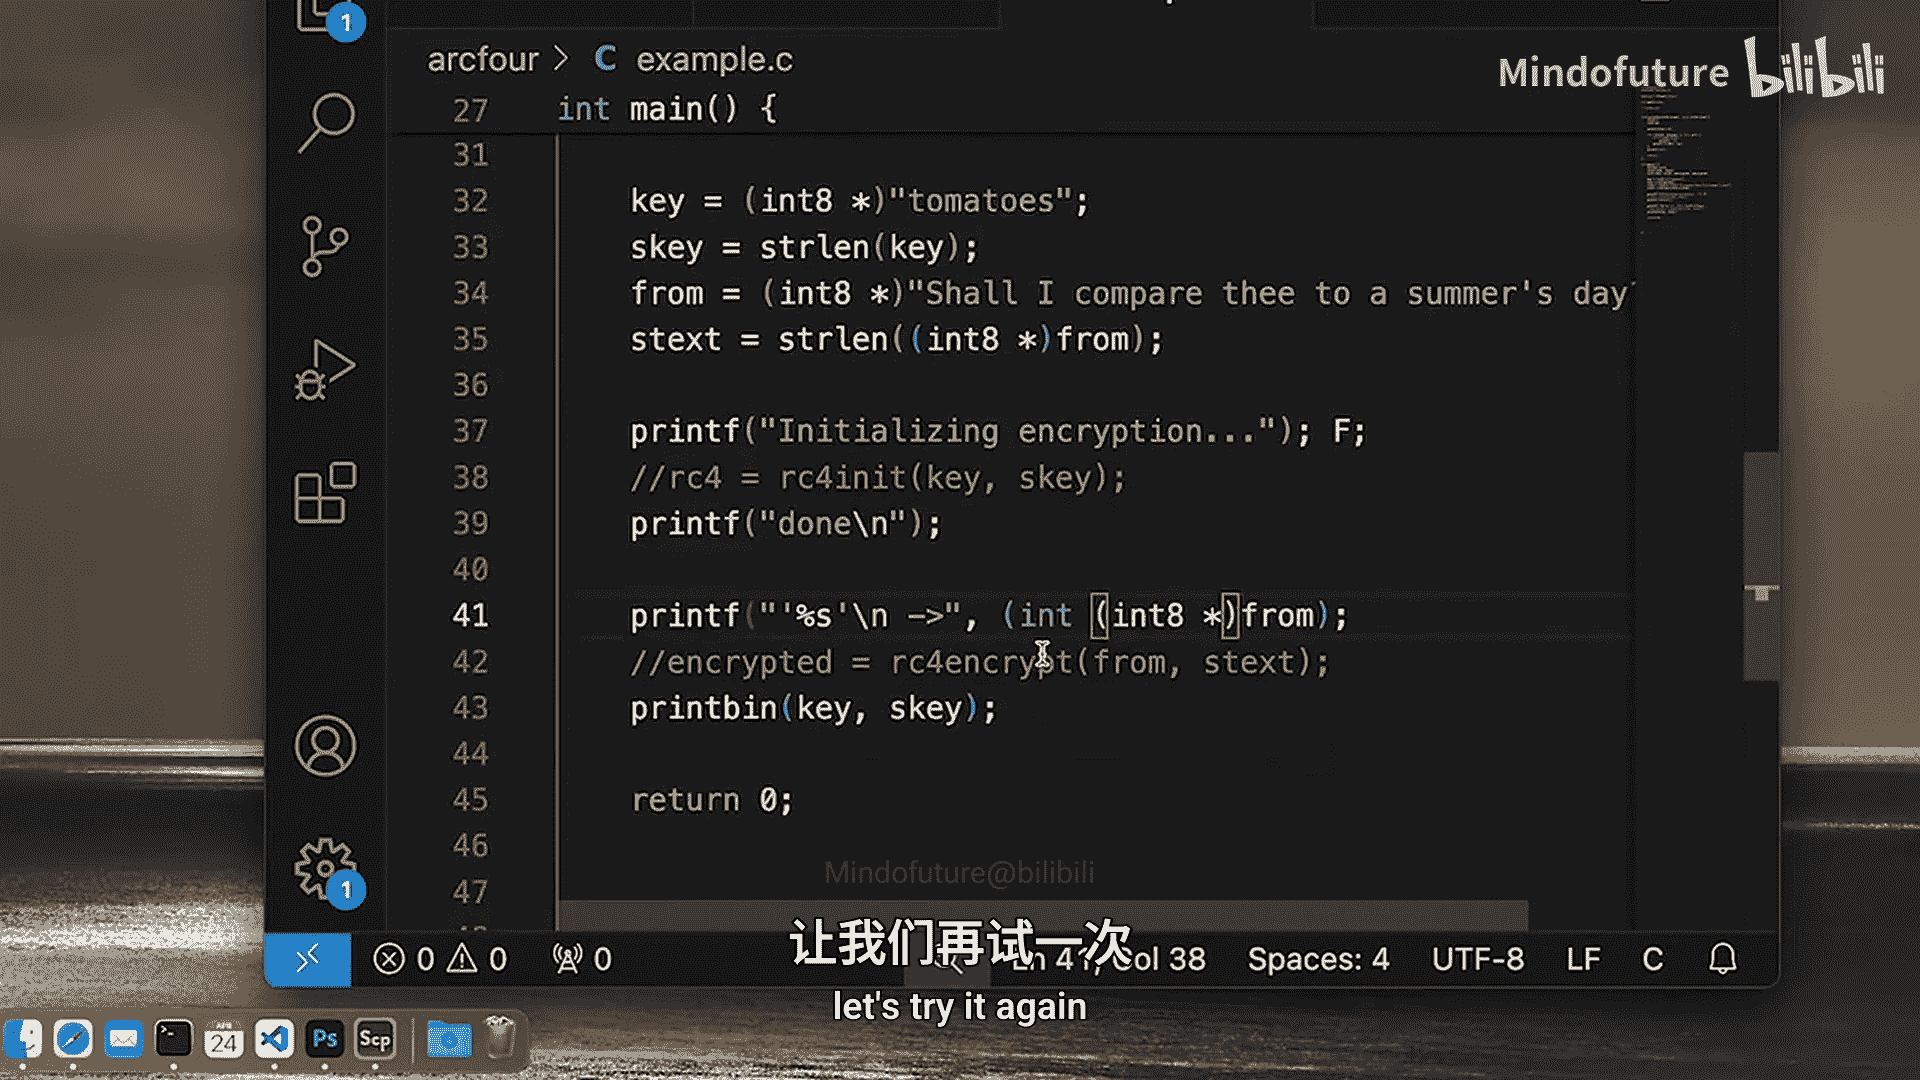 1
arcfour > C example.c
Mindofuture bilibili
27 int main() {
31
32 key = (int8 *)"tomatoes";
33 skey = strlen(key);
34 from = (int8 *)"Shall I compare thee to a summer's day
35 stext = strlen((int8 *)from);
36
37 printf("Initializing encryption..."); F;
38 //rc4 = rc4init(key, skey);
39 printf("done\n");
40
41 printf("'%s'\n ->", (int (int8 *)from);
42 //encrypted = rc4encrypt(from, stext);
43 printbin(key, skey);
44
45 return 0;
46
Mindofuture@bilibili
47
1
让我们再试一次
0 0 0 Ln 41, Col 38 Spaces: 4 UTF-8 LF C
let's try it again
APR
24 Ps Scp